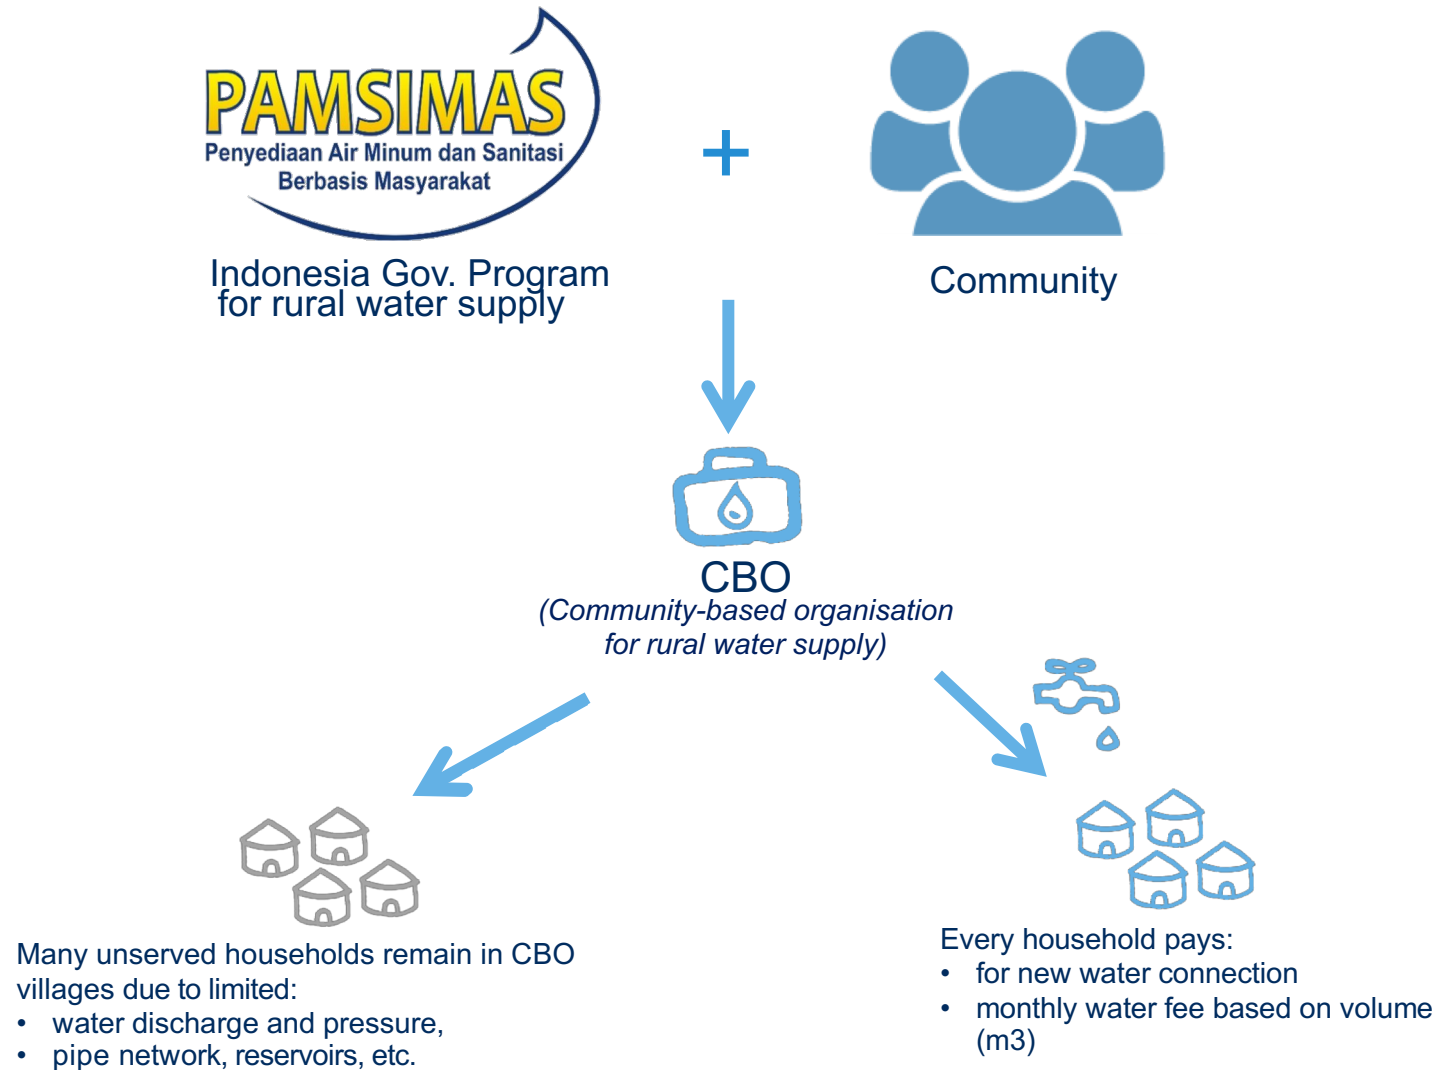 PAMSIMAS
Penyediaan Air Minum dan Sanitasi
Berbasis Masyarakat
+
Indonesia Gov. Program
for rural water supply
Community
CBO
(Community-based organisation
for rural water supply)
Many unserved households remain in CBO
villages due to limited:
• water discharge and pressure,
• pipe network, reservoirs, etc.
Every household pays:
• for new water connection
• monthly water fee based on volume
(m3)